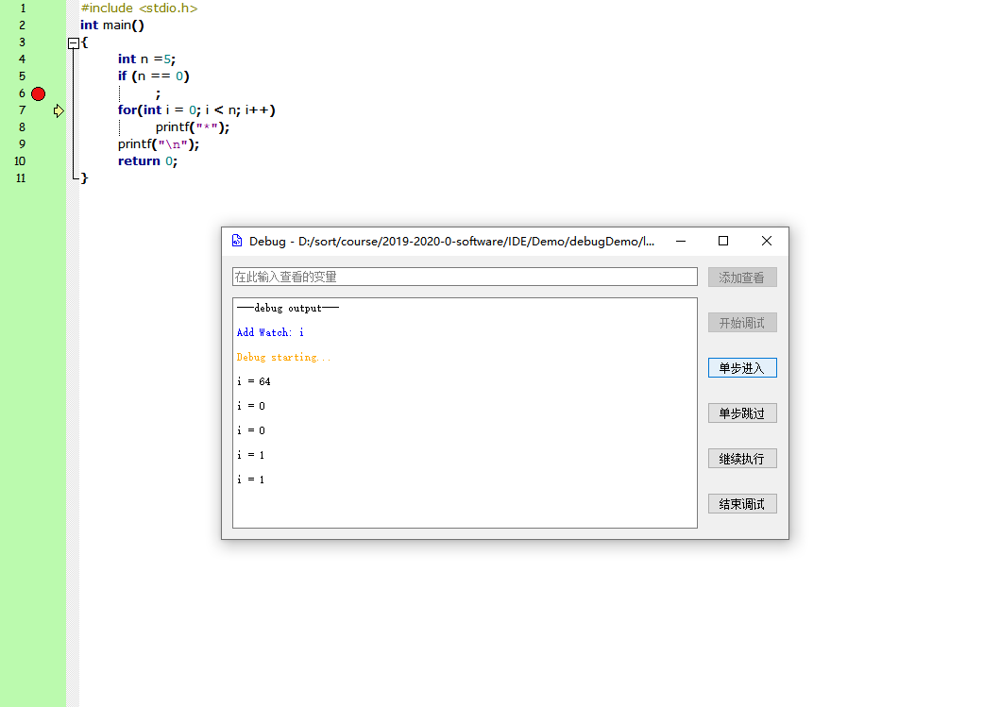 1 #include <stdio.h>
2 int main()
3 {
4 int n =5;
5 if (n == 0)
6 ;
7 for(int i = 0; i < n; i++)
8 printf("*");
9 printf("\n");
10 return 0;
11 }
Debug - D:/sort/course/2019-2020-0-software/IDE/Demo/debugDemo/l...
在此输入查看的变量
添加查看
———debug output———
开始调试
Add Watch: i
Debug starting...
单步进入
i = 64
i = 0
单步跳过
i = 0
i = 1
继续执行
i = 1
结束调试